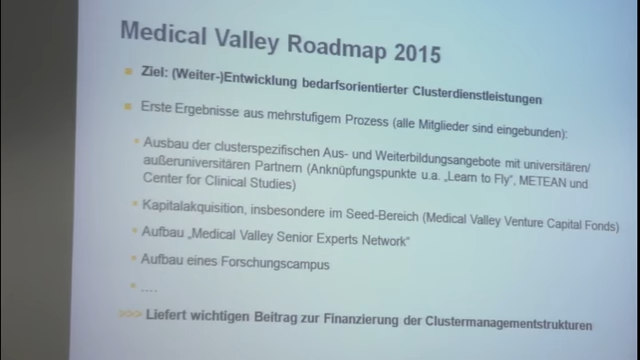 Medical Valley Roadmap 2015
Ziel: (Weiter-)Entwicklung bedarfsorientierter Clusterdienstleistungen
Erste Ergebnisse aus mehrstufigem Prozess (alle Mitglieder sind eingebunden):
Ausbau der clusterspezifischen Aus- und Weiterbildungsangebote mit universitären/
außeruniversitären Partnern (Anknüpfungspunkte u.a. „Learn to Fly", METEAN und
Center for Clinical Studies)
Kapitalakquisition, insbesondere im Seed-Bereich (Medical Valley Venture Capital Fonds)
Aufbau „Medical Valley Senior Experts Network"
Aufbau eines Forschungscampus
....
>>> Liefert wichtigen Beitrag zur Finanzierung der Clustermanagementstrukturen